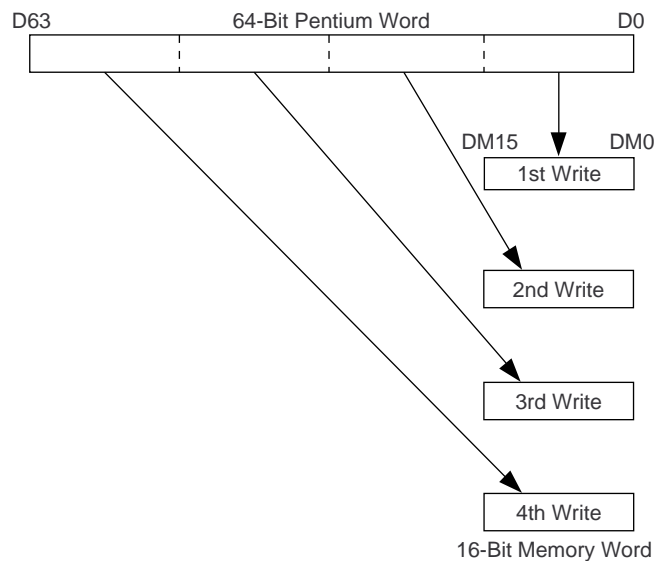 D63 64-Bit Pentium Word D0
DM15 DM0
1st Write
2nd Write
3rd Write
4th Write
16-Bit Memory Word